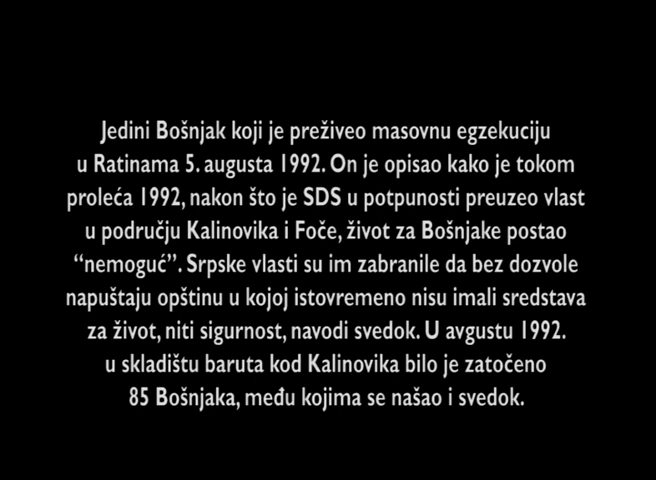 Jedini Bošnjak koji je preživeo masovnu egzekuciju
u Ratinama 5. augusta 1992. On je opisao kako je tokom
proleća 1992, nakon što je SDS u potpunosti preuzeo vlast
u području Kalinovika i Foče, život za Bošnjake postao
“nemoguć”. Srpske vlasti su im zabranile da bez dozvole
napuštaju opštinu u kojoj istovremeno nisu imali sredstava
za život, niti sigurnost, navodi svedok. U avgustu 1992.
u skladištu baruta kod Kalinovika bilo je zatočeno
85 Bošnjaka, među kojima se našao i svedok.